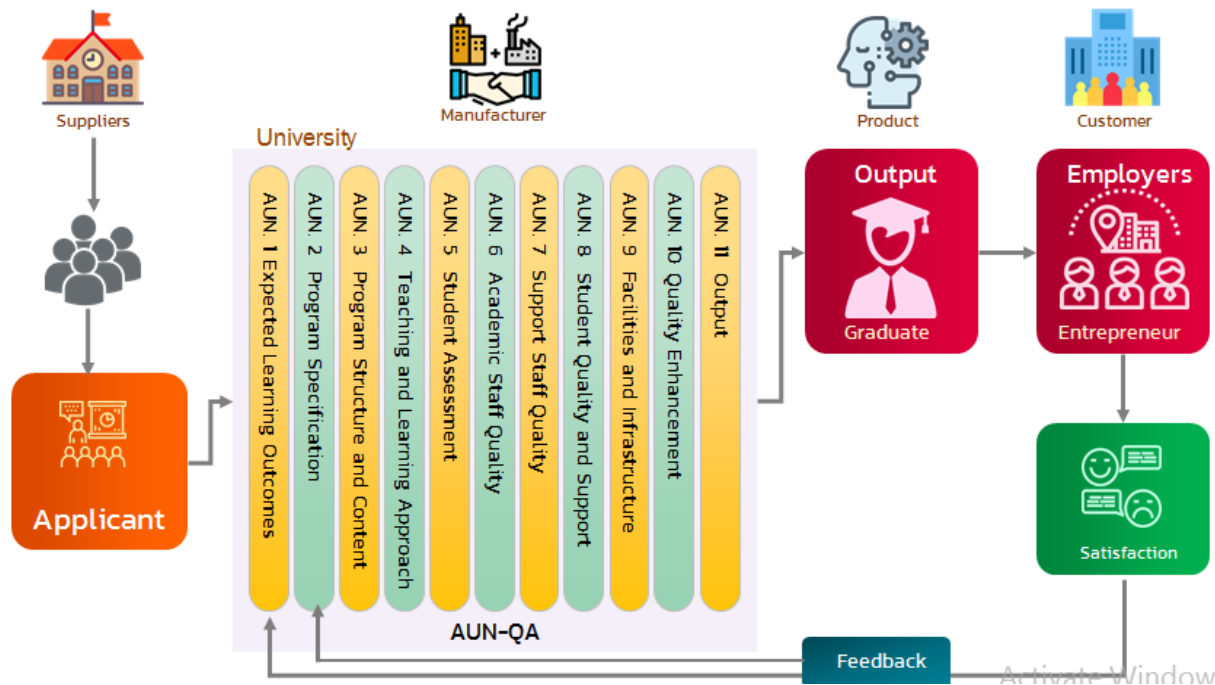 Suppliers
Manufacturer
Product
Customer
University
AUN. 1 Expected Learning Outcomes
AUN. 2 Program Specification
AUN. 3 Program Structure and Content
AUN. 4 Teaching and Learning Approach
AUN. 5 Student Assessment
AUN. 6 Academic Staff Quality
AUN. 7 Support Staff Quality
AUN. 8 Student Quality and Support
AUN. 9 Facilities and Infrastructure
AUN. 10 Quality Enhancement
AUN. 11 Output
AUN-QA
Applicant
Output
Graduate
Employers
Entrepreneur
Satisfaction
Feedback
Activate Window